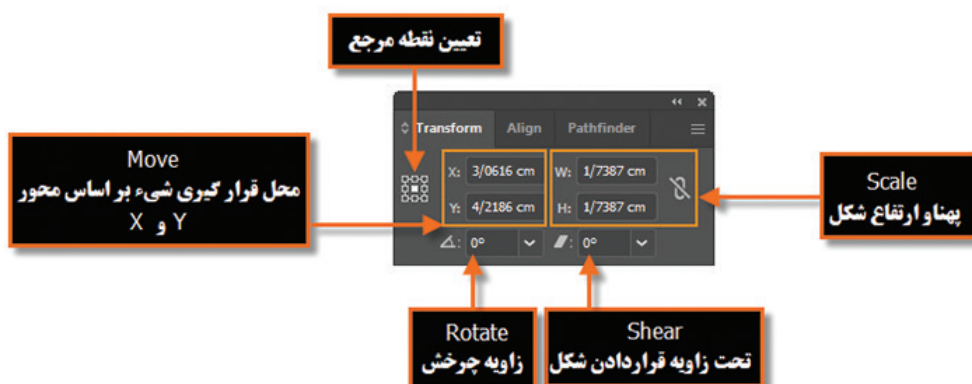 تعیین نقطه مرجع
Transform Align Pathfinder
X: 3/0616 cm W: 1/7387 cm
Y: 4/2186 cm H: 1/7387 cm
0° 0°
Move
محل قرار گیری شیء بر اساس محور
X و Y
Scale
پهناو ارتفاع شکل
Rotate
زاویه چرخش
Shear
تحت زاویه قراردادن شکل